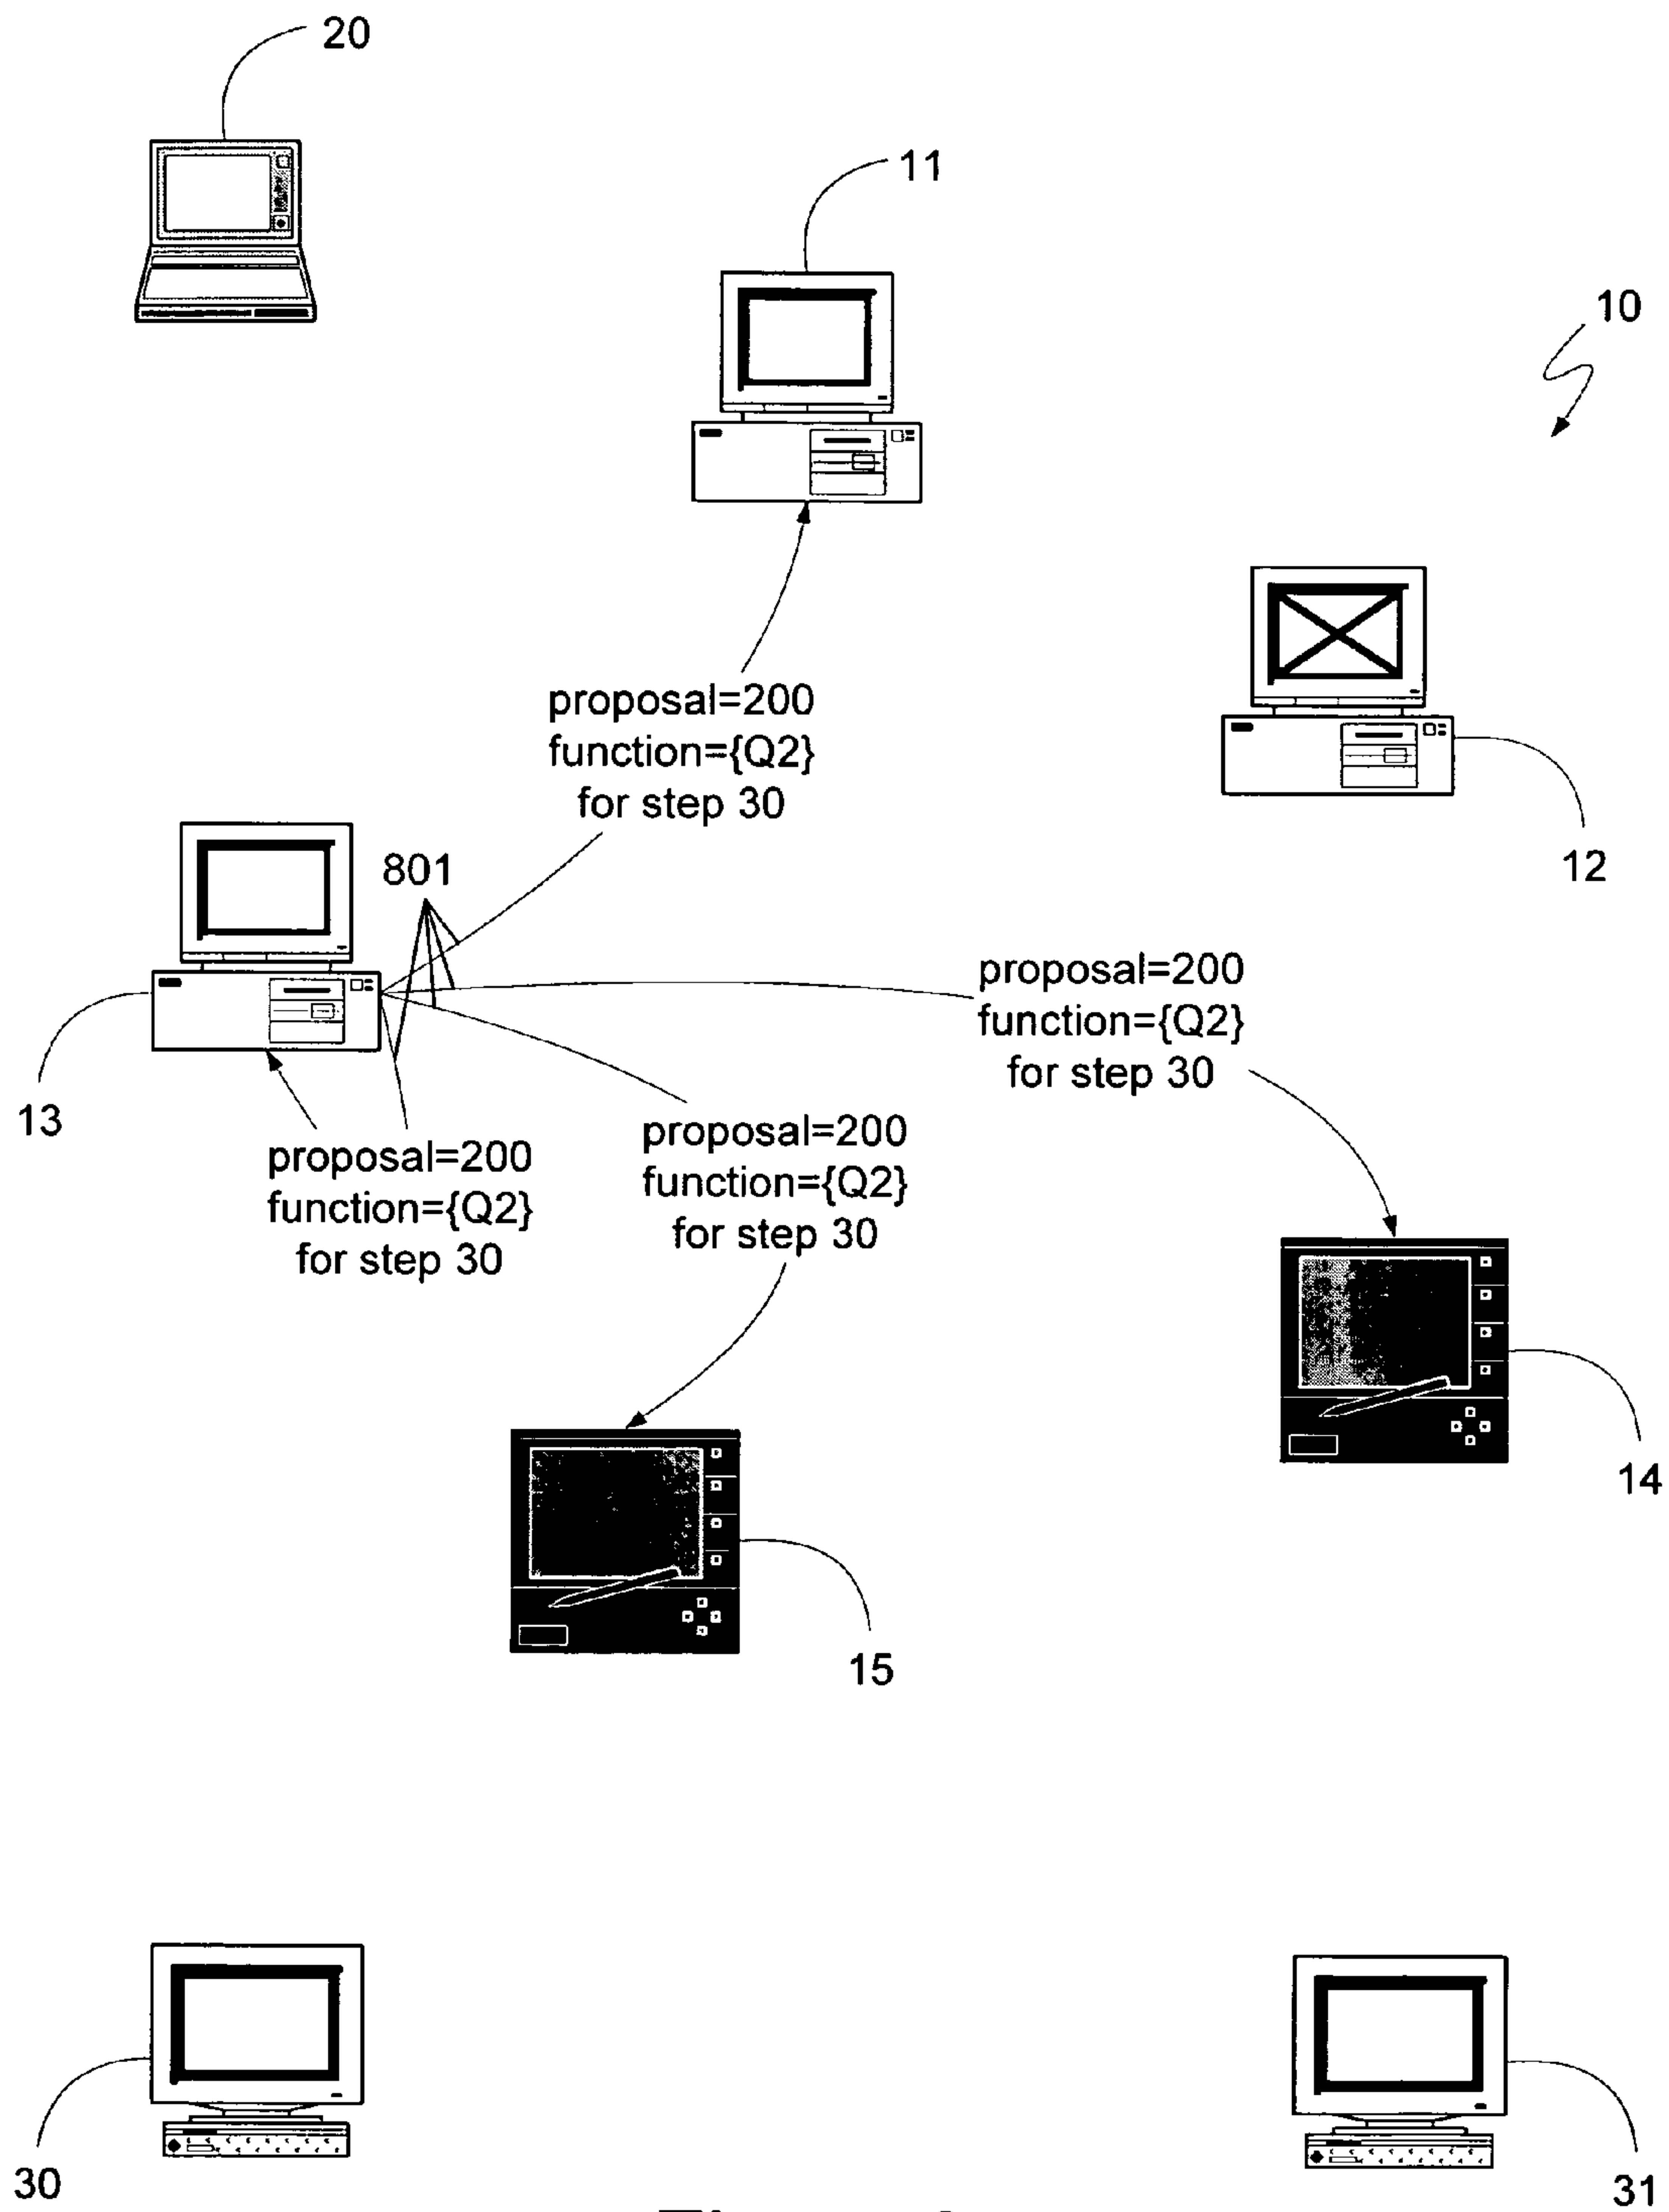 20
11
10
proposal=200
function={Q2}
for step 30
12
801
13
proposal=200
function={Q2}
for step 30
proposal=200
function={Q2}
for step 30
proposal=200
function={Q2}
for step 30
14
15
30
31